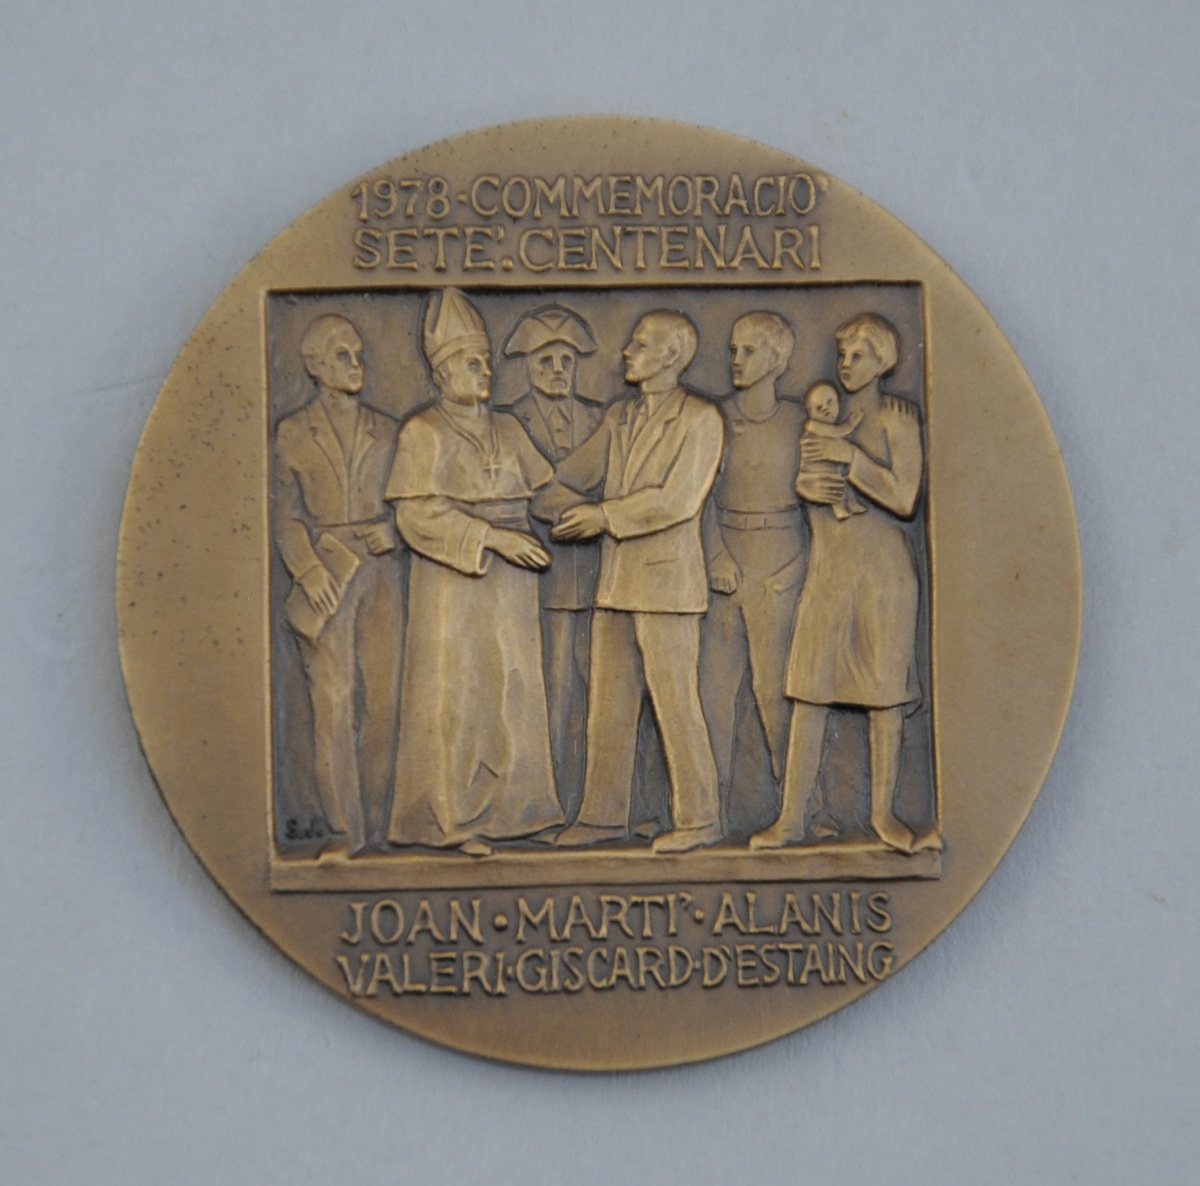 1978·COMMEMORACIO'
SETE'. CENTENARI
S.J.
JOAN·MARTI'·ALANIS
VALERI·GISCARD·D'ESTAING